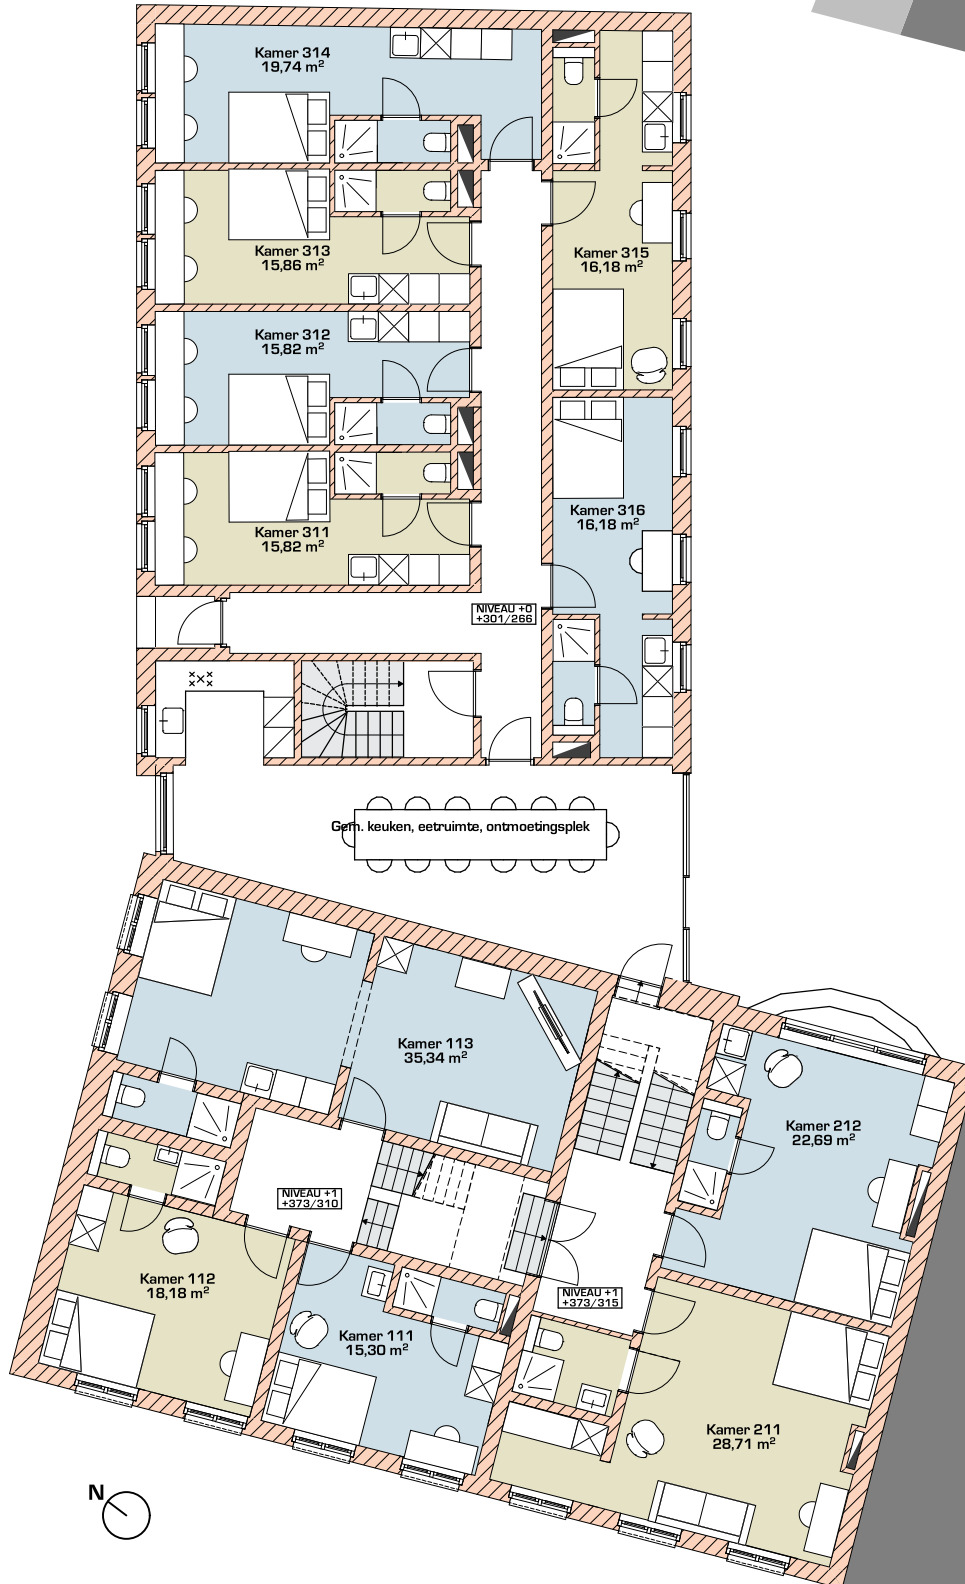 Kamer 314
19,74 m²
Kamer 313
15,86 m²
Kamer 315
16,18 m²
Kamer 312
15,82 m²
Kamer 316
16,18 m²
Kamer 311
15,82 m²
NIVEAU +0
+301/266
Gem. keuken, eetruimte, ontmoetingsplek
Kamer 113
35,34 m²
Kamer 212
22,69 m²
NIVEAU +1
+373/310
Kamer 112
18,18 m²
NIVEAU +1
+373/315
Kamer 111
15,30 m²
Kamer 211
28,71 m²
N